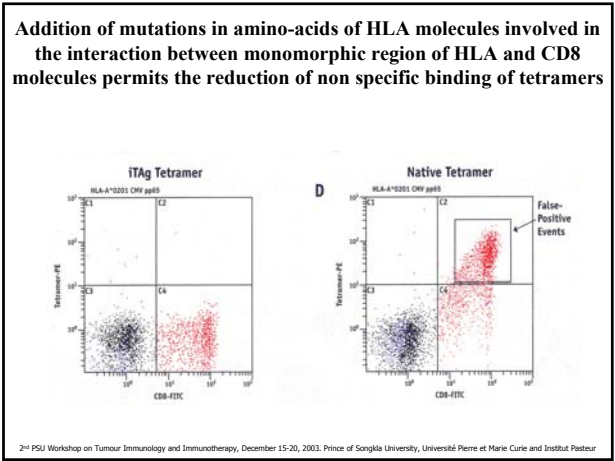 Addition of mutations in amino-acids of HLA molecules involved in
the interaction between monomorphic region of HLA and CD8
molecules permits the reduction of non specific binding of tetramers
iTAg Tetramer
HLA-A*0201 CMV pp65
C1
C2
C3
C4
Tetramer-PE
CD8-FITC
D
Native Tetramer
HLA-A*0201 CMV pp65
C1
C2
C3
C4
Tetramer-PE
CD8-FITC
False-
Positive
Events
2nd PSU Workshop on Tumour Immunology and Immunotherapy, December 15-20, 2003. Prince of Songkla University, Université Pierre et Marie Curie and Institut Pasteur